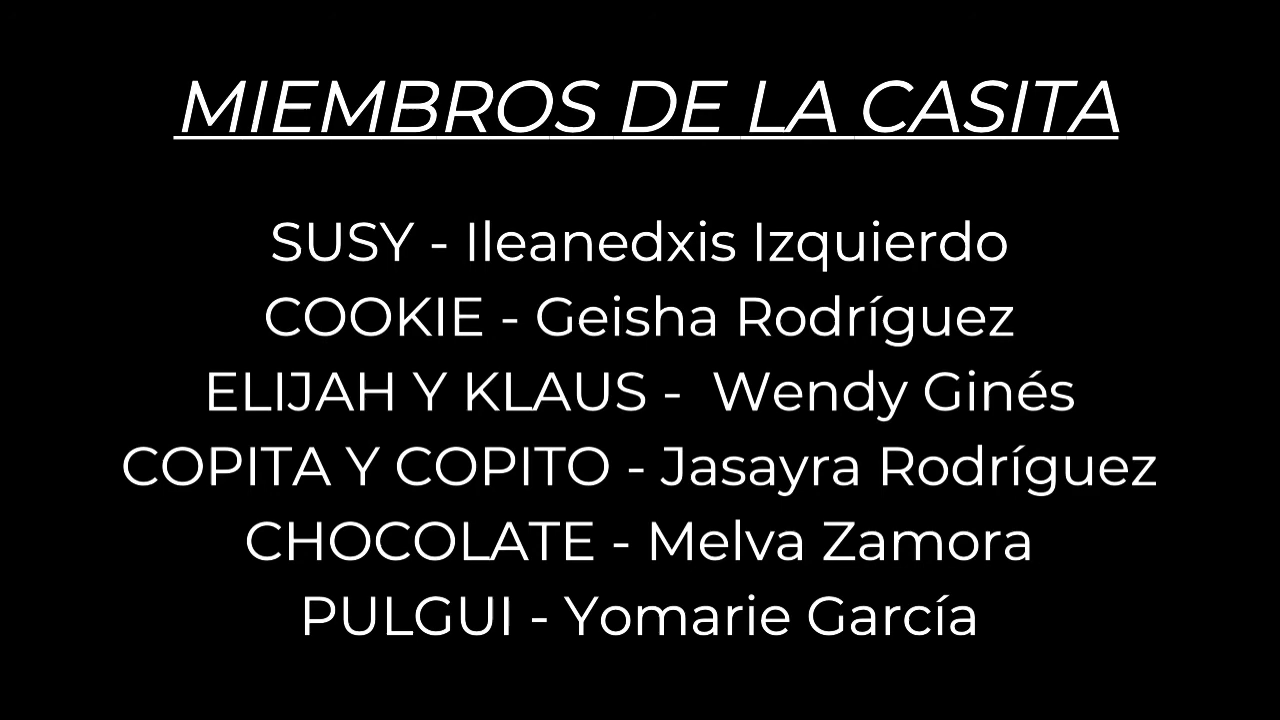 MIEMBROS DE LA CASITA
SUSY - Ileanedxis Izquierdo
COOKIE - Geisha Rodríguez
ELIJAH Y KLAUS - Wendy Ginés
COPITA Y COPITO - Jasayra Rodríguez
CHOCOLATE - Melva Zamora
PULGUI - Yomarie García